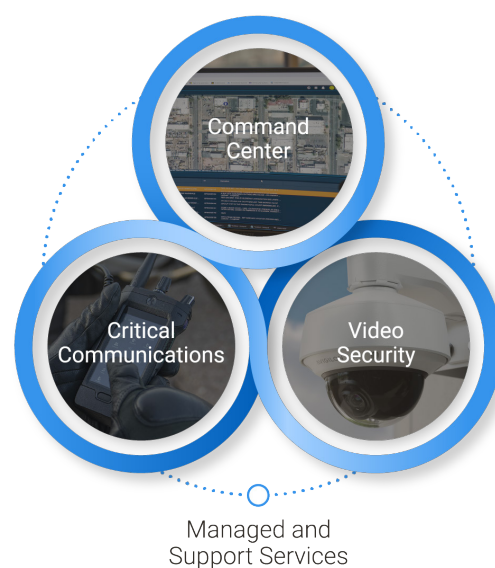 Command
Center
Critical
Communications
Video
Security
Managed and
Support Services